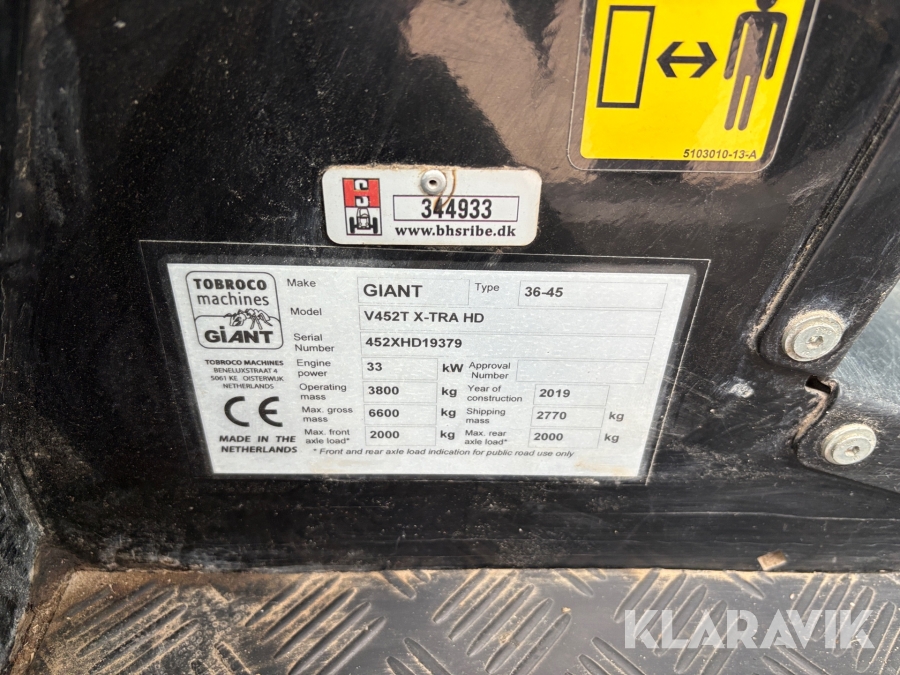 5103010-13-A
HS
344933
www.bhsribe.dk
TOBROCO
machines
GiANT
TOBROCO MACHINES
BENELUXSTRAAT 4
5061 KE OISTERWIJK
NETHERLANDS
CE
MADE IN THE
NETHERLANDS
Make GIANT Type 36-45
Model V452T X-TRA HD
Serial Number 452XHD19379
Engine power 33 kW Approval Number
Operating mass 3800 kg Year of construction 2019
Max. gross mass 6600 kg Shipping mass 2770 kg
Max. front axle load* 2000 kg Max. rear axle load* 2000 kg
* Front and rear axle load indication for public road use only
KLARAVIK